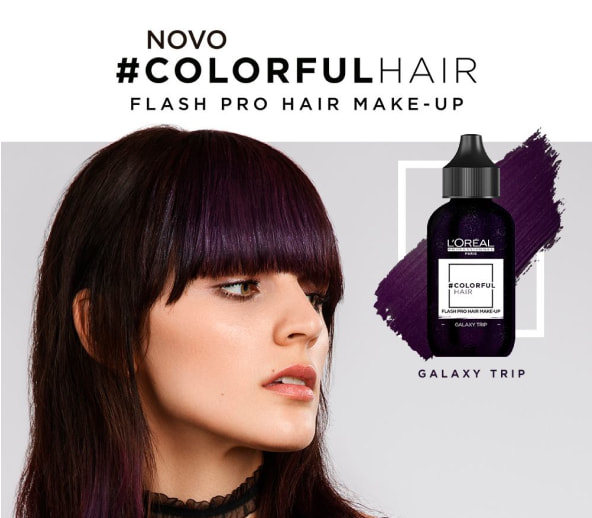 NOVO
#COLORFULHAIR
FLASH PRO HAIR MAKE-UP
L'ORÉAL
PROFESSIONNEL
PARIS
#COLORFUL
HAIR
FLASH PRO HAIR MAKE-UP
GALAXY TRIP
GALAXY TRIP